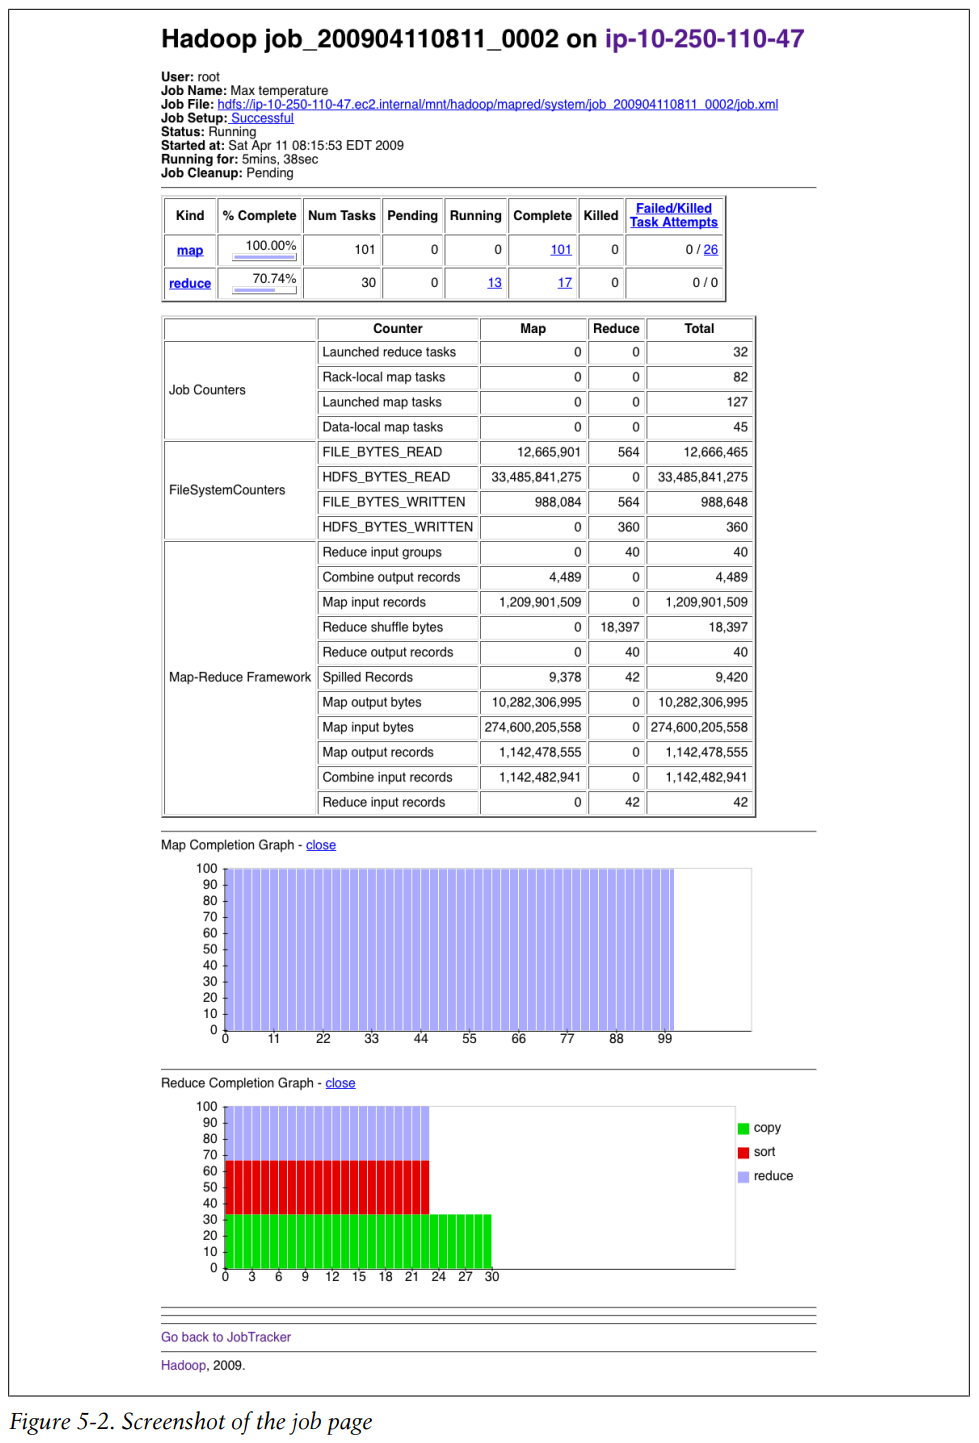 Hadoop job_200904110811_0002 on ip-10-250-110-47
User: root
Job Name: Max temperature
Job File: hdfs://ip-10-250-110-47.ec2.internal/mnt/hadoop/mapred/system/job_200904110811_0002/job.xml
Job Setup: Successful
Status: Running
Started at: Sat Apr 11 08:15:53 EDT 2009
Running for: 5mins, 38sec
Job Cleanup: Pending
Kind % Complete Num Tasks Pending Running Complete Killed Failed/Killed Task Attempts
map 100.00% 101 0 0 101 0 0 / 26
reduce 70.74% 30 0 13 17 0 0 / 0
Counter Map Reduce Total
Job Counters
Launched reduce tasks 0 0 32
Rack-local map tasks 0 0 82
Launched map tasks 0 0 127
Data-local map tasks 0 0 45
FileSystemCounters
FILE_BYTES_READ 12,665,901 564 12,666,465
HDFS_BYTES_READ 33,485,841,275 0 33,485,841,275
FILE_BYTES_WRITTEN 988,084 564 988,648
HDFS_BYTES_WRITTEN 0 360 360
Map-Reduce Framework
Reduce input groups 0 40 40
Combine output records 4,489 0 4,489
Map input records 1,209,901,509 0 1,209,901,509
Reduce shuffle bytes 0 18,397 18,397
Reduce output records 0 40 40
Spilled Records 9,378 42 9,420
Map output bytes 10,282,306,995 0 10,282,306,995
Map input bytes 274,600,205,558 0 274,600,205,558
Map output records 1,142,478,555 0 1,142,478,555
Combine input records 1,142,482,941 0 1,142,482,941
Reduce input records 0 42 42
Map Completion Graph - close
100
90
80
70
60
50
40
30
20
10
0
0 11 22 33 44 55 66 77 88 99
Reduce Completion Graph - close
100
90
80
70
60
50
40
30
20
10
0
0 3 6 9 12 15 18 21 24 27 30
copy
sort
reduce
Go back to JobTracker
Hadoop, 2009.
Figure 5-2. Screenshot of the job page